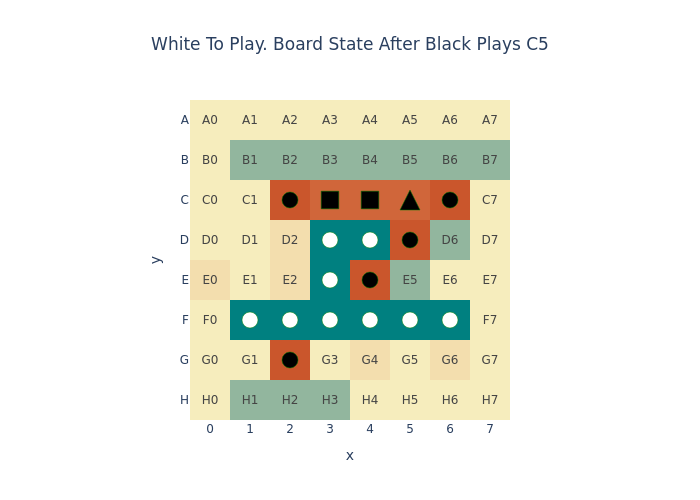 White To Play. Board State After Black Plays C5
A A0 A1 A2 A3 A4 A5 A6 A7
B B0 B1 B2 B3 B4 B5 B6 B7
C C0 C1 C7
D D0 D1 D2 D6 D7
y
E E0 E1 E2 E5 E6 E7
F F0 F7
G G0 G1 G3 G4 G5 G6 G7
H H0 H1 H2 H3 H4 H5 H6 H7
0 1 2 3 4 5 6 7
x